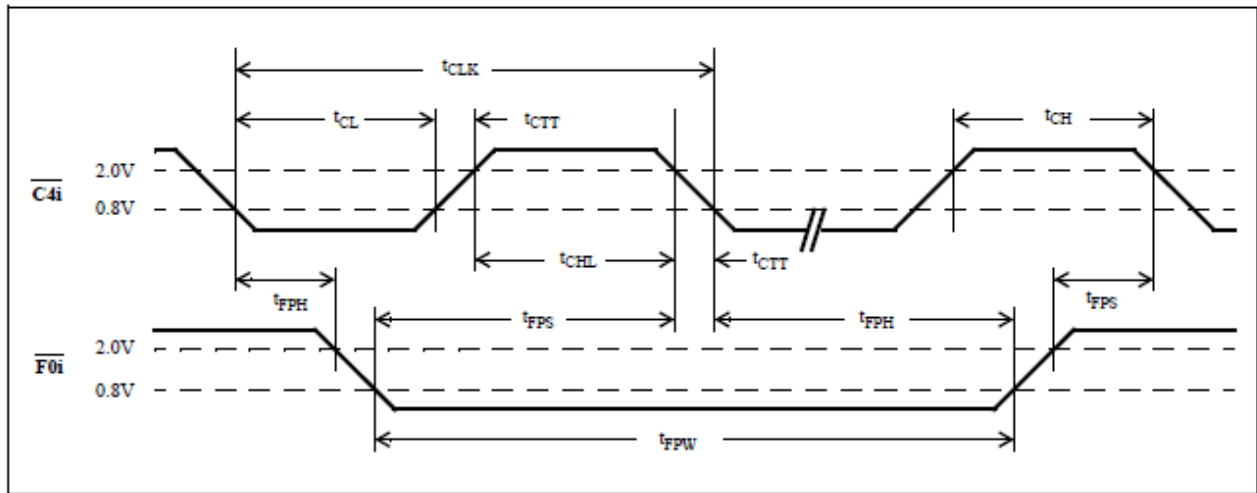 tCLK
tCL
tCTT
tCH
C4i
2.0V
0.8V
tCHL
tCTT
tFPH
tFPS
tFPS
tFPH
F0i
2.0V
0.8V
tFPW